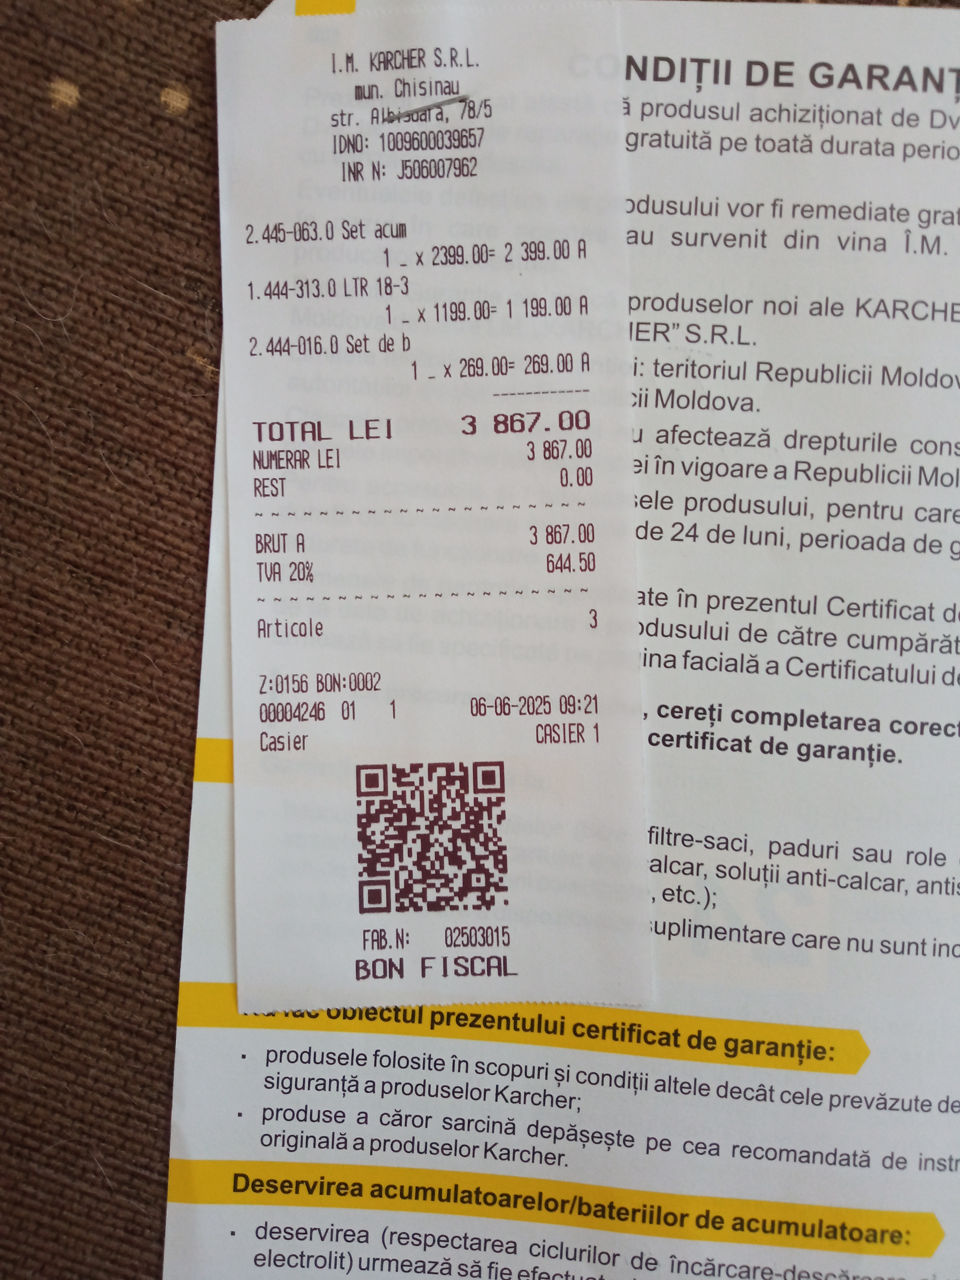 I.M. KARCHER S.R.L.
mun. Chisinau
str. Albisoara, 78/5
IDNO: 1009600039657
INR N: J506007962
2.445-063.0 Set acum
1 _ x 2399.00= 2 399.00 A
1.444-313.0 LTR 18-3
1 _ x 1199.00= 1 199.00 A
2.444-016.0 Set de b
1 _ x 269.00= 269.00 A
------------
TOTAL LEI 3 867.00
NUMERAR LEI 3 867.00
REST 0.00
~ ~ ~ ~ ~ ~ ~ ~ ~ ~ ~ ~ ~ ~ ~ ~ ~ ~ ~ ~
BRUT A 3 867.00
TVA 20% 644.50
~ ~ ~ ~ ~ ~ ~ ~ ~ ~ ~ ~ ~ ~ ~ ~ ~ ~ ~ ~
Articole 3
Z:0156 BON:0002
00004246 01 1 06-06-2025 09:21
Casier CASIER 1
FAB.N: 02503015
BON FISCAL
NDIȚII DE GARANȚ
ă produsul achiziționat de Dv
gratuită pe toată durata perio
odusului vor fi remediate grat
au survenit din vina Î.M.
produselor noi ale KARCHE
IER” S.R.L.
i: teritoriul Republicii Moldov
cii Moldova.
u afectează drepturile cons
ei în vigoare a Republicii Mol
sele produsului, pentru care
de 24 de luni, perioada de g
ate în prezentul Certificat de
odusului de către cumpărăt
ina facială a Certificatului de
, cereți completarea corect
certificat de garanție.
filtre-saci, paduri sau role
alcar, soluții anti-calcar, antis
, etc.);
suplimentare care nu sunt inc
obiectul prezentului certificat de garanție:
· produsele folosite în scopuri și condiții altele decât cele prevăzute de
siguranță a produselor Karcher;
· produse a căror sarcină depășește pe cea recomandată de instr
originală a produselor Karcher.
Deservirea acumulatoarelor/bateriilor de acumulatoare:
· deservirea (respectarea ciclurilor de încărcare-descărcare
electrolit) urmează să fie